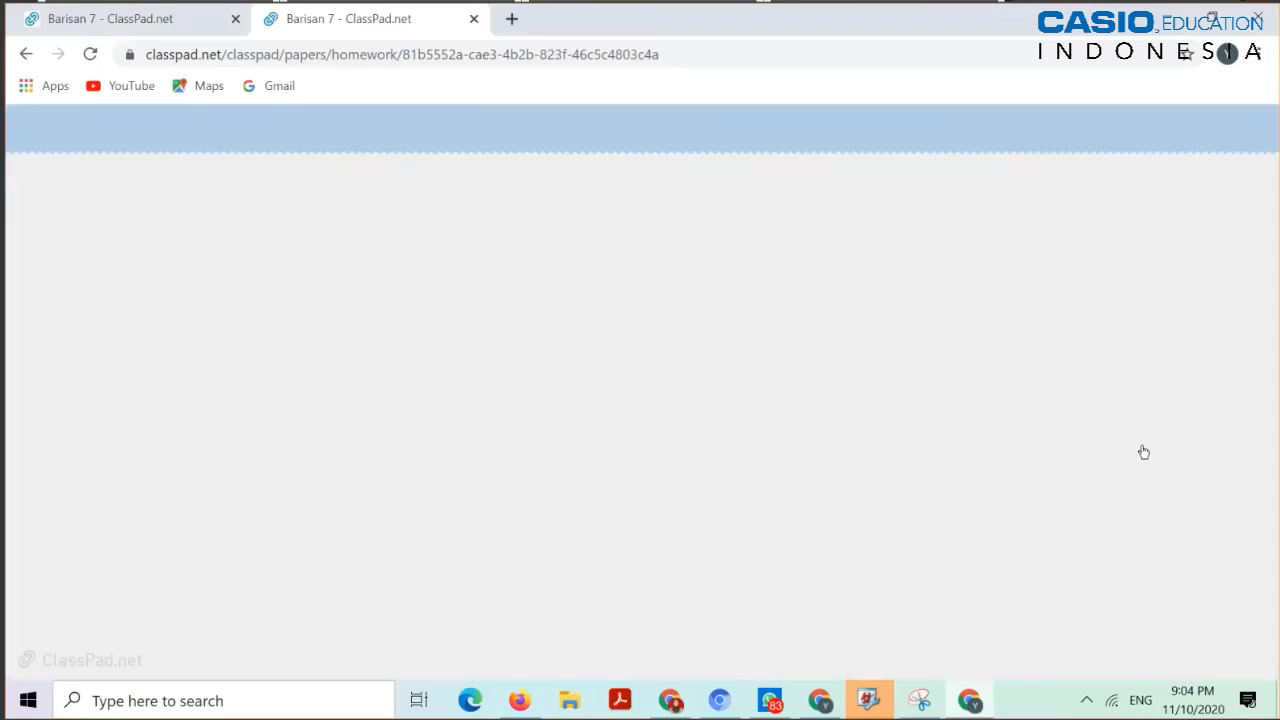 Barisan 7 - ClassPad.net
Barisan 7 - ClassPad.net
CASIO EDUCATION
INDONESIA
classpad.net/classpad/papers/homework/81b5552a-cae3-4b2b-823f-46c5c4803c4a
Apps YouTube Maps Gmail
ClassPad.net
Type here to search
83
ENG
9:04 PM
11/10/2020